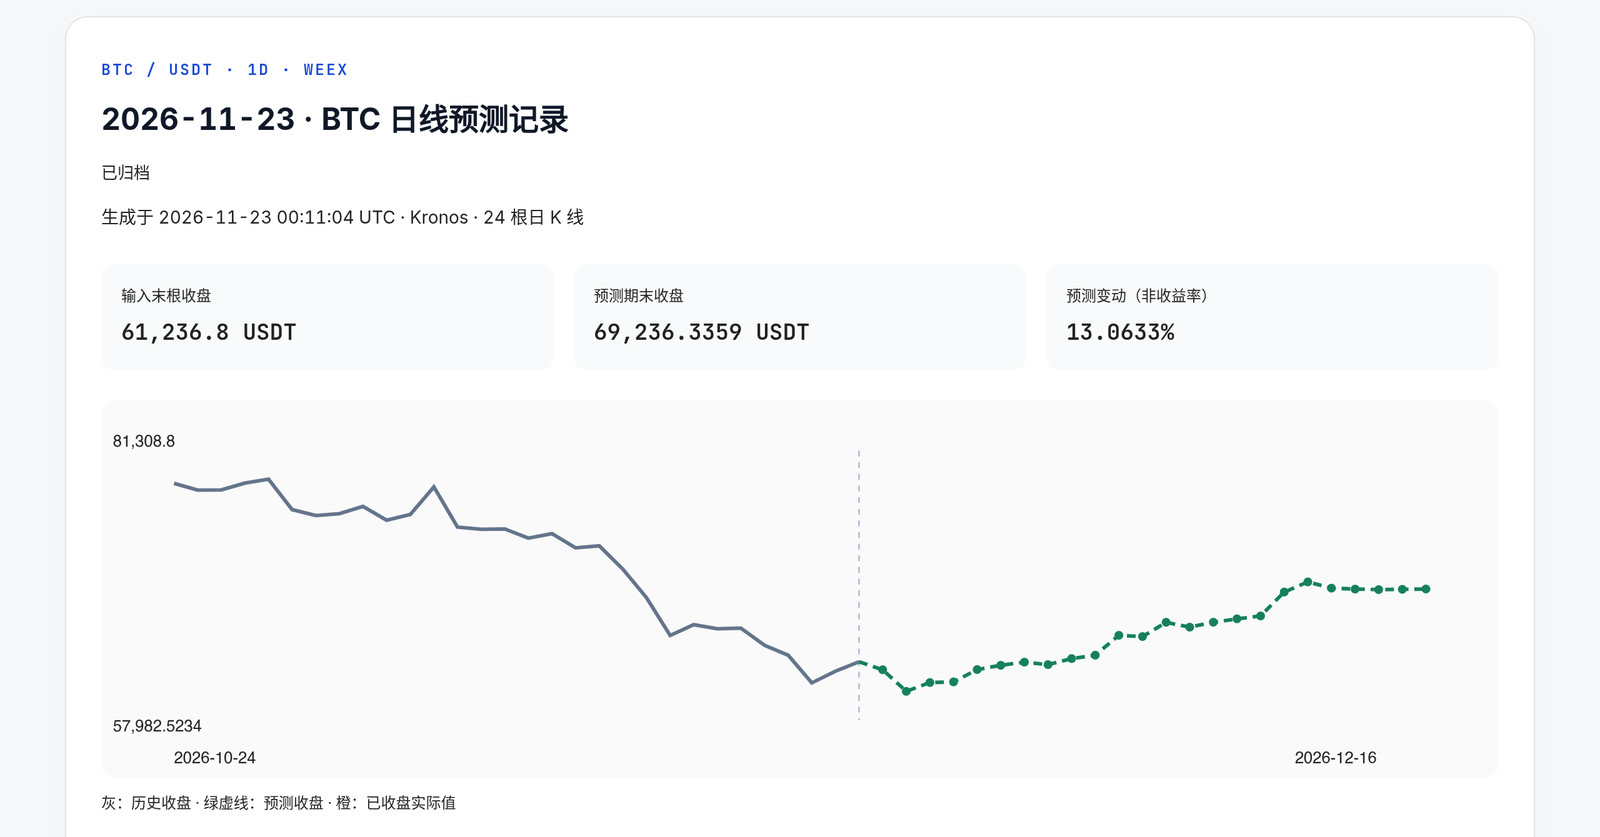 BTC / USDT · 1D · WEEX
2026-11-23 · BTC 日线预测记录
已归档
生成于 2026-11-23 00:11:04 UTC · Kronos · 24 根日 K 线
输入末根收盘
61,236.8 USDT
预测期末收盘
69,236.3359 USDT
预测变动（非收益率）
13.0633%
81,308.8
57,982.5234
2026-10-24
2026-12-16
灰：历史收盘 · 绿虚线：预测收盘 · 橙：已收盘实际值